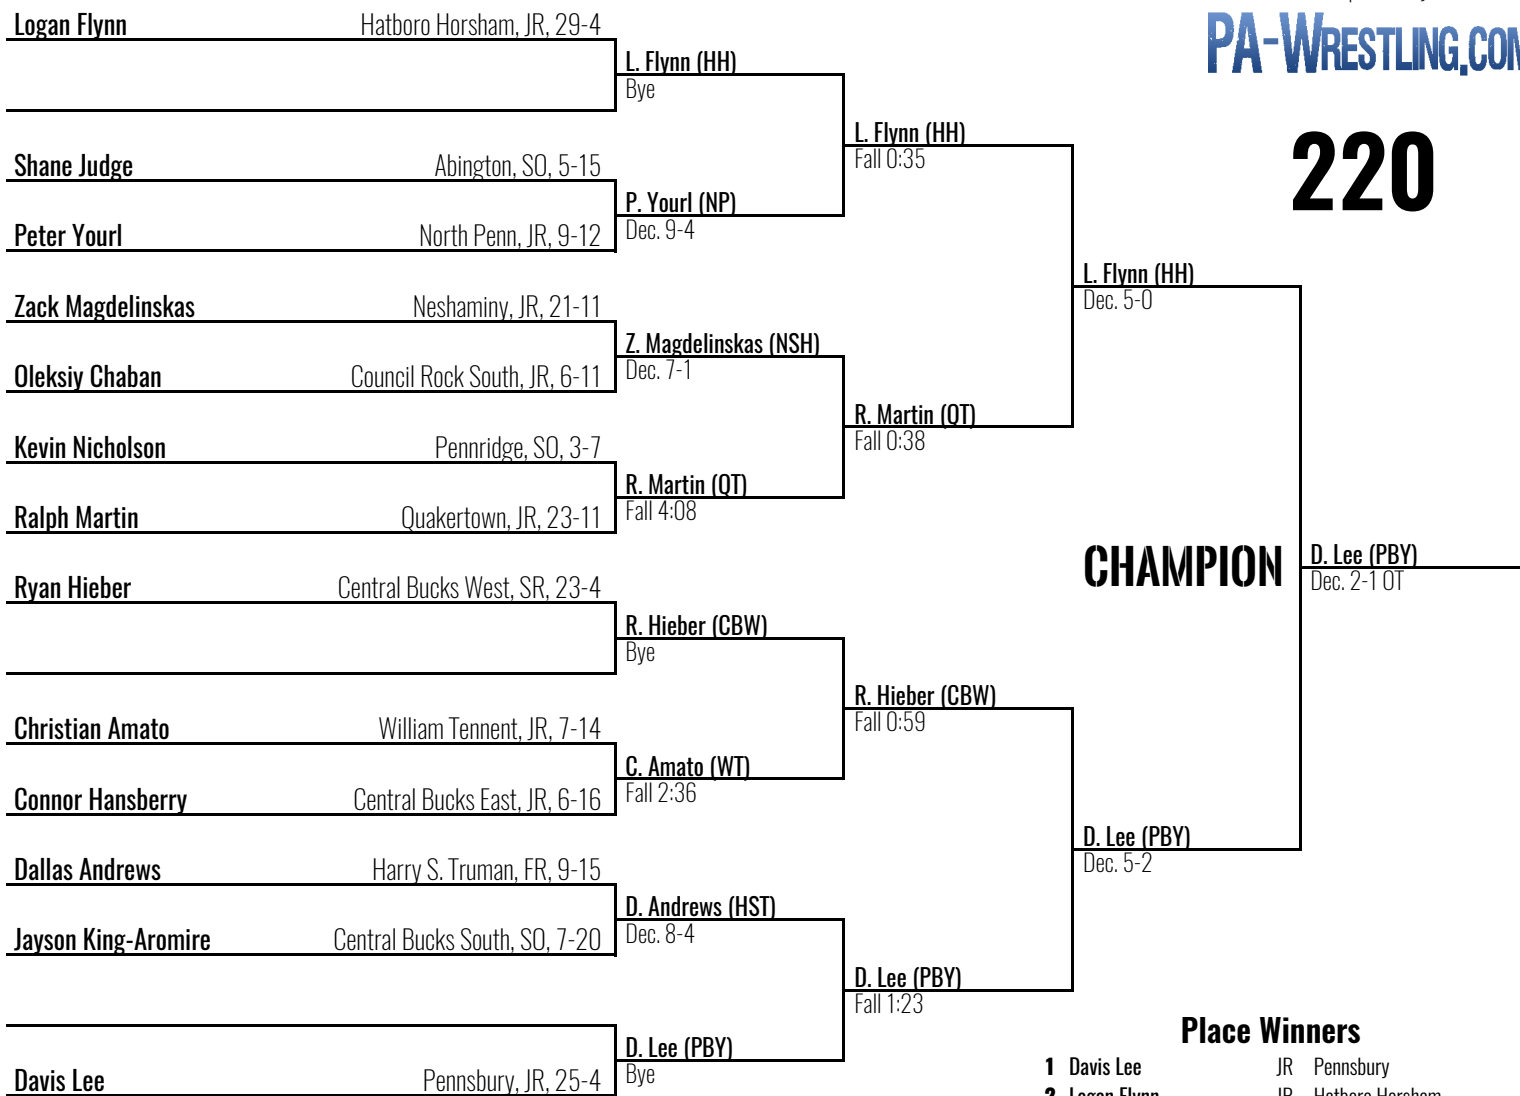 PA-WRESTLING.COM
220
Logan Flynn Hatboro Horsham, JR, 29-4
L. Flynn (HH)
Bye
L. Flynn (HH)
Fall 0:35
Shane Judge Abington, SO, 5-15
P. Yourl (NP)
Dec. 9-4
Peter Yourl North Penn, JR, 9-12
L. Flynn (HH)
Dec. 5-0
Zack Magdelinskas Neshaminy, JR, 21-11
Z. Magdelinskas (NSH)
Dec. 7-1
Oleksiy Chaban Council Rock South, JR, 6-11
R. Martin (QT)
Fall 0:38
Kevin Nicholson Pennridge, SO, 3-7
R. Martin (QT)
Fall 4:08
Ralph Martin Quakertown, JR, 23-11
CHAMPION
D. Lee (PBY)
Dec. 2-1 OT
Ryan Hieber Central Bucks West, SR, 23-4
R. Hieber (CBW)
Bye
R. Hieber (CBW)
Fall 0:59
Christian Amato William Tennent, JR, 7-14
C. Amato (WT)
Fall 2:36
Connor Hansberry Central Bucks East, JR, 6-16
D. Lee (PBY)
Dec. 5-2
Dallas Andrews Harry S. Truman, FR, 9-15
D. Andrews (HST)
Dec. 8-4
Jayson King-Aromire Central Bucks South, SO, 7-20
D. Lee (PBY)
Fall 1:23
D. Lee (PBY)
Bye
Davis Lee Pennsbury, JR, 25-4
Place Winners
1 Davis Lee JR Pennsbury
2 Logan Flynn JR Hatboro Horsham